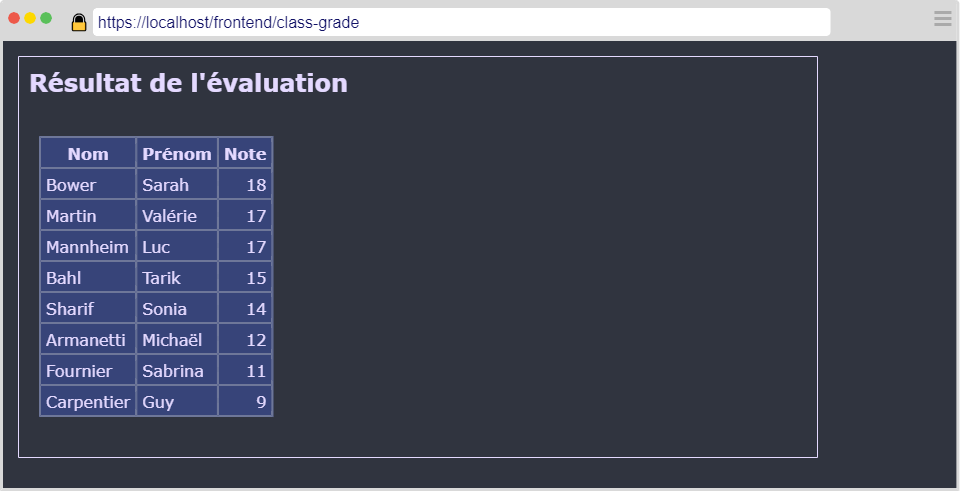 https://localhost/frontend/class-grade
Résultat de l'évaluation
Nom Prénom Note
Bower Sarah 18
Martin Valérie 17
Mannheim Luc 17
Bahl Tarik 15
Sharif Sonia 14
Armanetti Michaël 12
Fournier Sabrina 11
Carpentier Guy 9